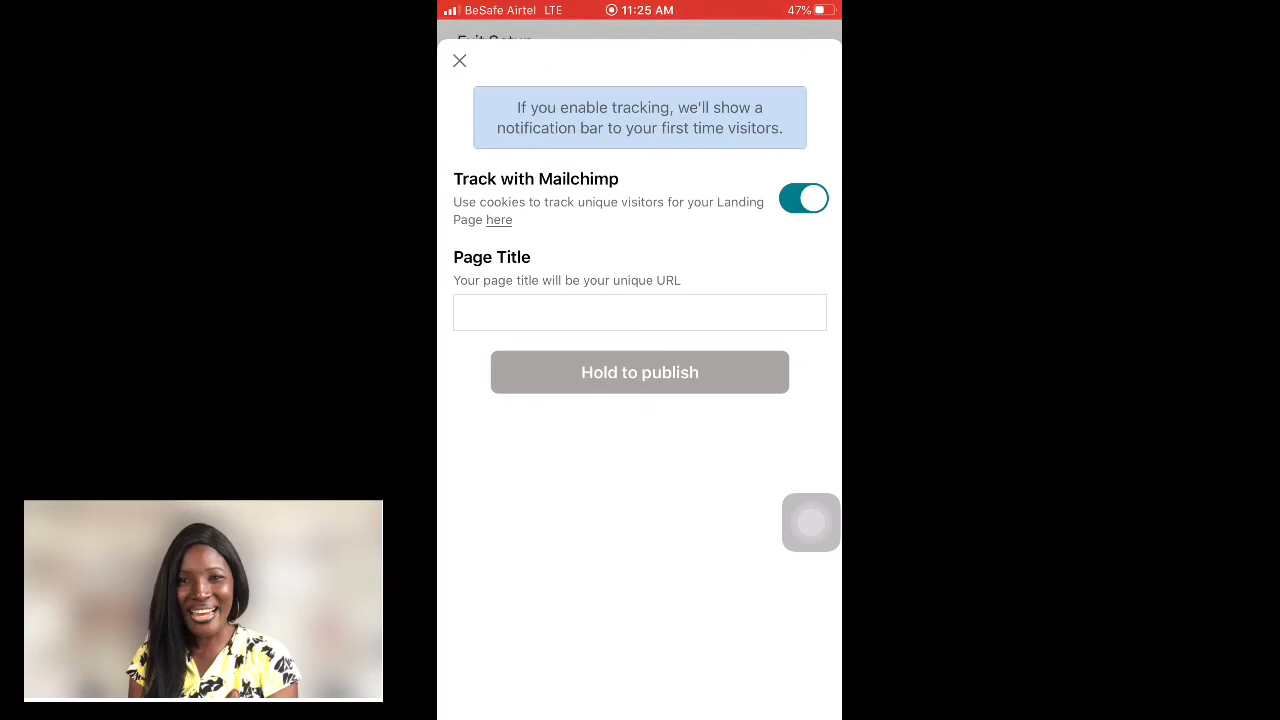 BeSafe Airtel LTE 11:25 AM 47%
Exit Setup
If you enable tracking, we'll show a
notification bar to your first time visitors.
Track with Mailchimp
Use cookies to track unique visitors for your Landing
Page here
Page Title
Your page title will be your unique URL
Hold to publish